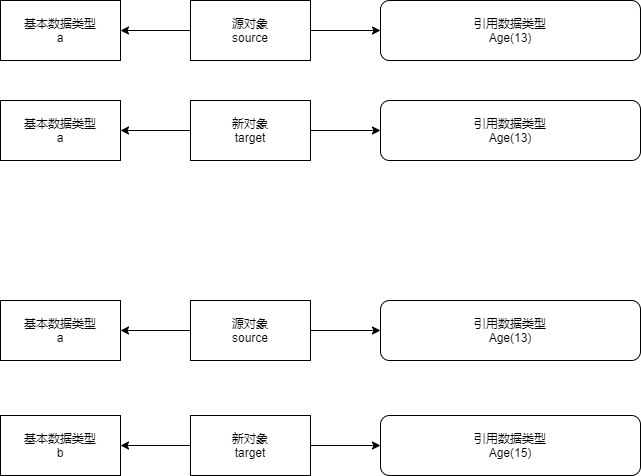 基本数据类型
a
源对象
source
引用数据类型
Age(13)
基本数据类型
a
新对象
target
引用数据类型
Age(13)
基本数据类型
a
源对象
source
引用数据类型
Age(13)
基本数据类型
b
新对象
target
引用数据类型
Age(15)